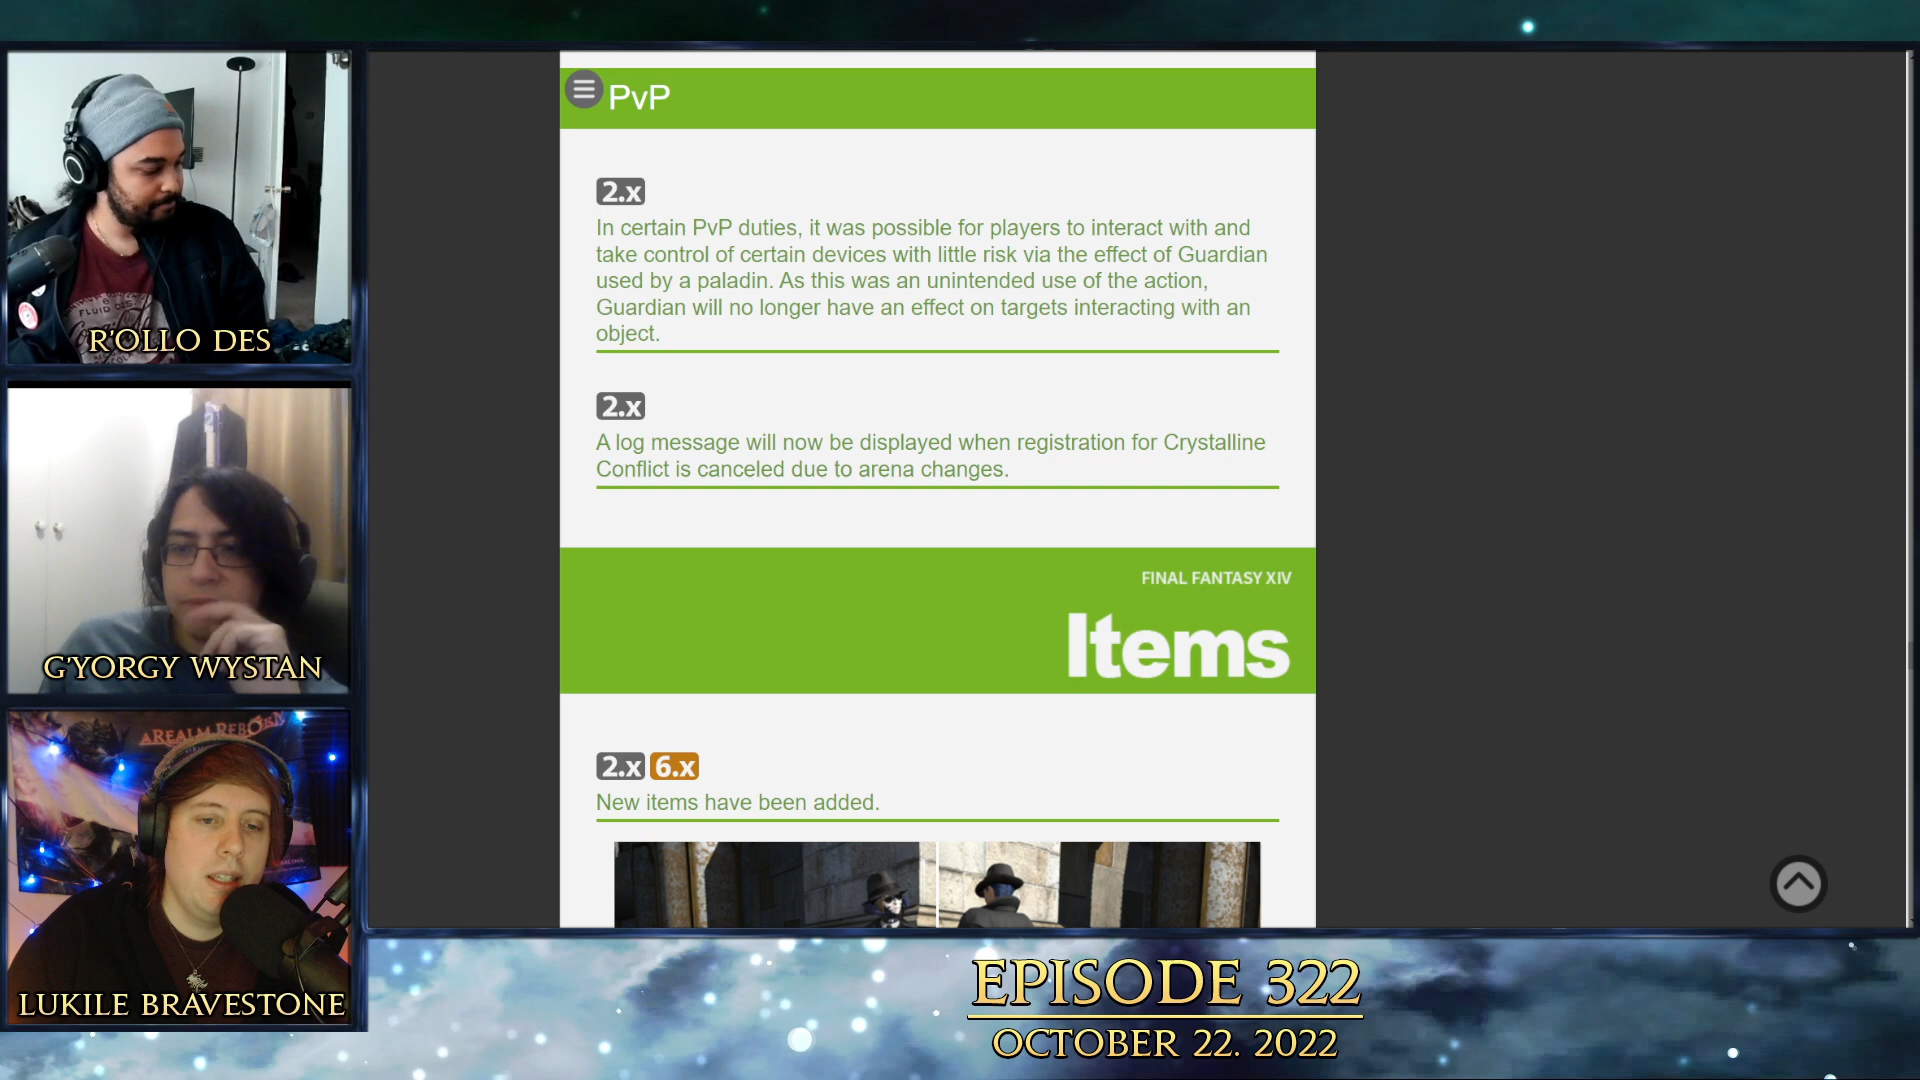 PvP
2.x
In certain PvP duties, it was possible for players to interact with and
take control of certain devices with little risk via the effect of Guardian
used by a paladin. As this was an unintended use of the action,
Guardian will no longer have an effect on targets interacting with an
object.
2.x
A log message will now be displayed when registration for Crystalline
Conflict is canceled due to arena changes.
FINAL FANTASY XIV
Items
2.x 6.x
New items have been added.
FLUID OZS
R'OLLO DES
G'YORGY WYSTAN
A REALM REBORN
LUKILE BRAVESTONE
EPISODE 322
OCTOBER 22. 2022